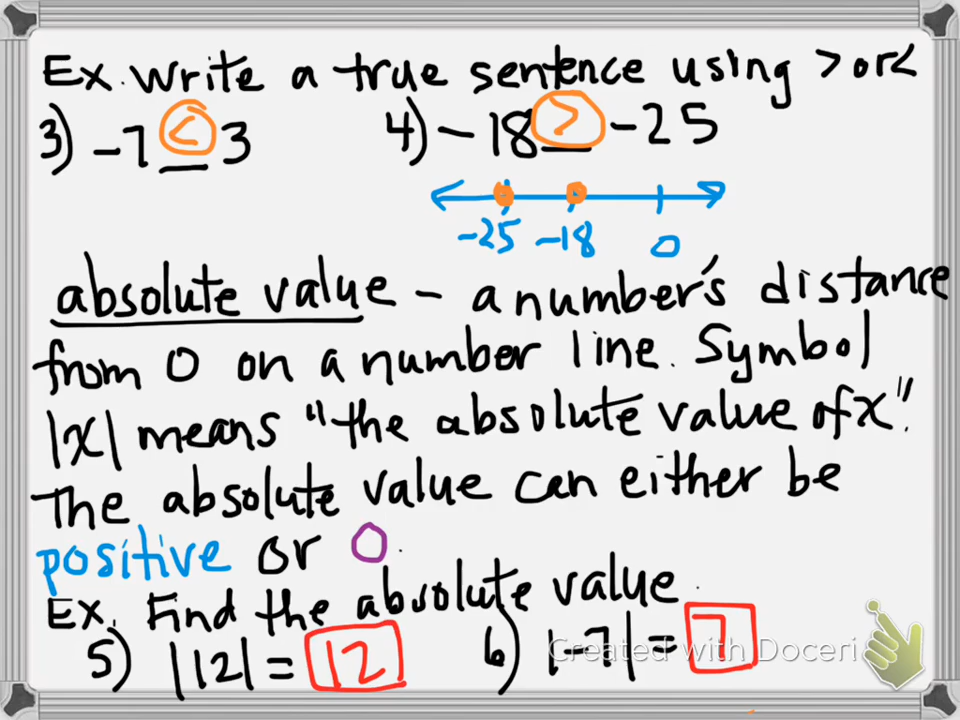 Ex. Write a true sentence using > or <
3) -7 < 3 4) -18 > -25
-25 -18 0
absolute value - a number's distance
from 0 on a number line. Symbol
|x| means "the absolute value of x".
The absolute value can either be
positive or 0.
Ex. Find the absolute value.
5) |12| = 12 6) |-7| = 7
Created with Doceri